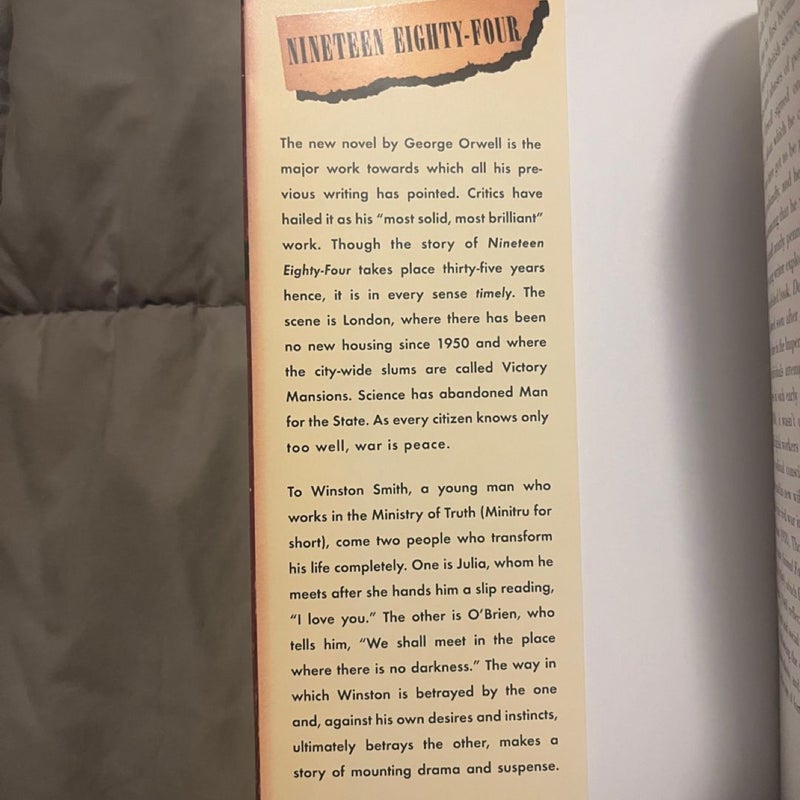 NINETEEN EIGHTY-FOUR
The new novel by George Orwell is the
major work towards which all his pre-
vious writing has pointed. Critics have
hailed it as his "most solid, most brilliant"
work. Though the story of Nineteen
Eighty-Four takes place thirty-five years
hence, it is in every sense timely. The
scene is London, where there has been
no new housing since 1950 and where
the city-wide slums are called Victory
Mansions. Science has abandoned Man
for the State. As every citizen knows only
too well, war is peace.
To Winston Smith, a young man who
works in the Ministry of Truth (Minitru for
short), come two people who transform
his life completely. One is Julia, whom he
meets after she hands him a slip reading,
"I love you." The other is O'Brien, who
tells him, "We shall meet in the place
where there is no darkness." The way in
which Winston is betrayed by the one
and, against his own desires and instincts,
ultimately betrays the other, makes a
story of mounting drama and suspense.